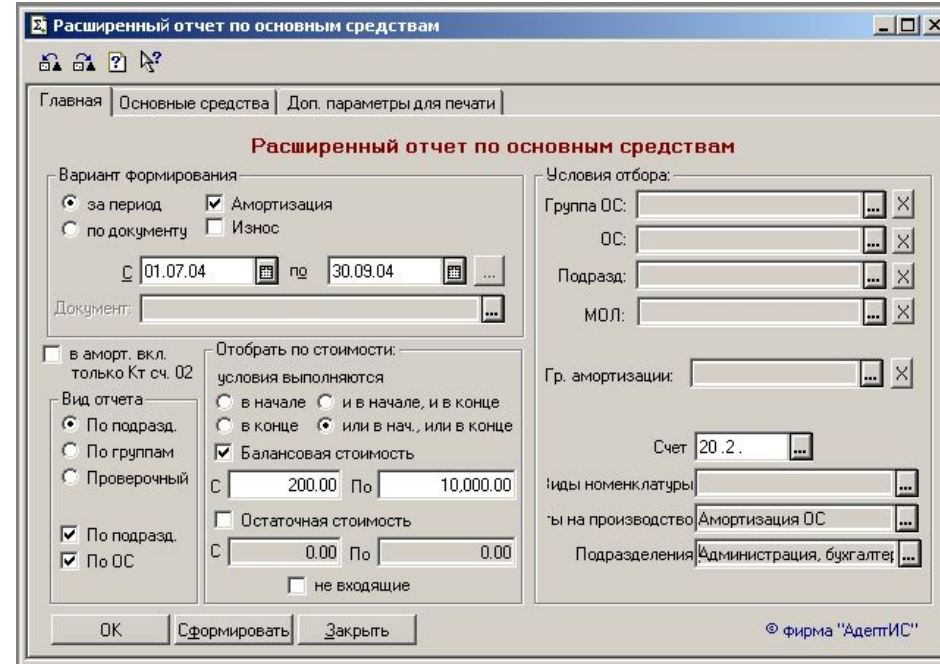 Расширенный отчет по основным средствам
Главная
Основные средства
Доп. параметры для печати
Расширенный отчет по основным средствам
Вариант формирования
за период
Амортизация
по документу
Износ
С 01.07.04 по 30.09.04 ...
Документ: ...
в аморт. вкл.
только Кт сч. 02
Вид отчета
По подразд.
По группам
Проверочный
По подразд.
По ОС
Отобрать по стоимости:
условия выполняются
в начале
и в начале, и в конце
в конце
или в нач., или в конце
Балансовая стоимость
С 200.00 По 10,000.00
Остаточная стоимость
С 0.00 По 0.00
не входящие
Условия отбора:
Группа ОС: ... X
ОС: ... X
Подразд: ... X
МОЛ: ... X
Гр. амортизации: ... X
Счет 20.2. ...
иды номенклатуры ...
ты на производство Амортизация ОС ...
Подразделения Администрация, бухгалтер ...
OK
Сформировать
Закрыть
© фирма "АдептИС"